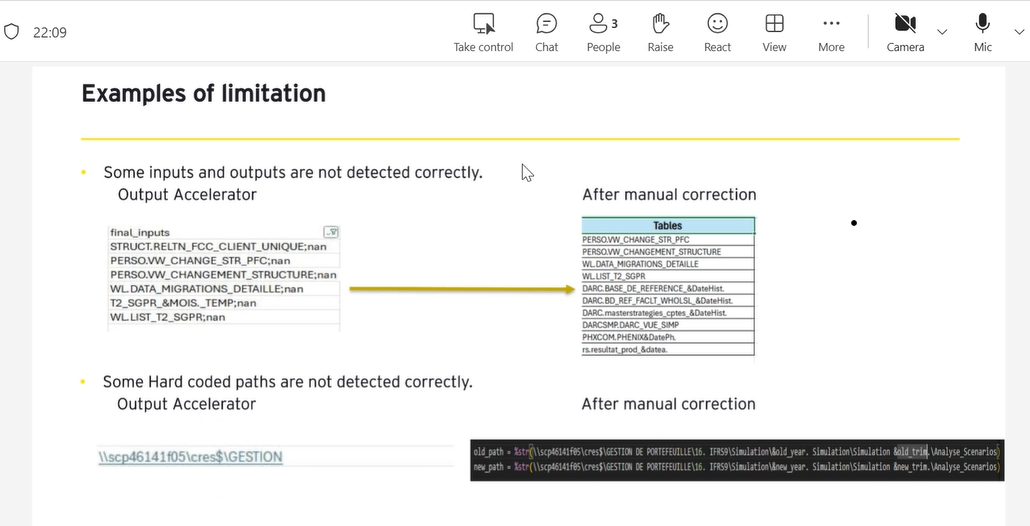 22:09
Take control
Chat
3
People
Raise
React
View
More
Camera
Mic
Examples of limitation
• Some inputs and outputs are not detected correctly.
Output Accelerator
After manual correction
final_inputs
STRUCT.RELTN_FCC_CLIENT_UNIQUE;nan
PERSO.VW_CHANGE_STR_PFC;nan
PERSO.VW_CHANGEMENT_STRUCTURE;nan
WL.DATA_MIGRATIONS_DETAILLE;nan
T2_SGPR_&MOIS._TEMP;nan
WL.LIST_T2_SGPR;nan
Tables
PERSO.VW_CHANGE_STR_PFC
PERSO.VW_CHANGEMENT_STRUCTURE
WL.DATA_MIGRATIONS_DETAILLE
WL.LIST_T2_SGPR
DARC.BASE_DE_REFERENCE_&DateHist.
DARC.BD_REF_FACLT_WHOLSL_&DateHist.
DARC.masterstrategies_cptes_&DateHist.
DARCSMP.DARC_VUE_SIMP
PHXCOM.PHENIX&DatePh.
rs.resultat_prod_&datea.
• Some Hard coded paths are not detected correctly.
Output Accelerator
After manual correction
\\scp46141f05\cres$\GESTION
old_path = %str(\\scp46141f05\cres$\GESTION DE PORTEFEUILLE\16. IFRS9\Simulation\&old_year. Simulation\Simulation &old_trim.\Analyse_Scenarios)
new_path = %str(\\scp46141f05\cres$\GESTION DE PORTEFEUILLE\16. IFRS9\Simulation\&new_year. Simulation\Simulation &new_trim.\Analyse_Scenarios)